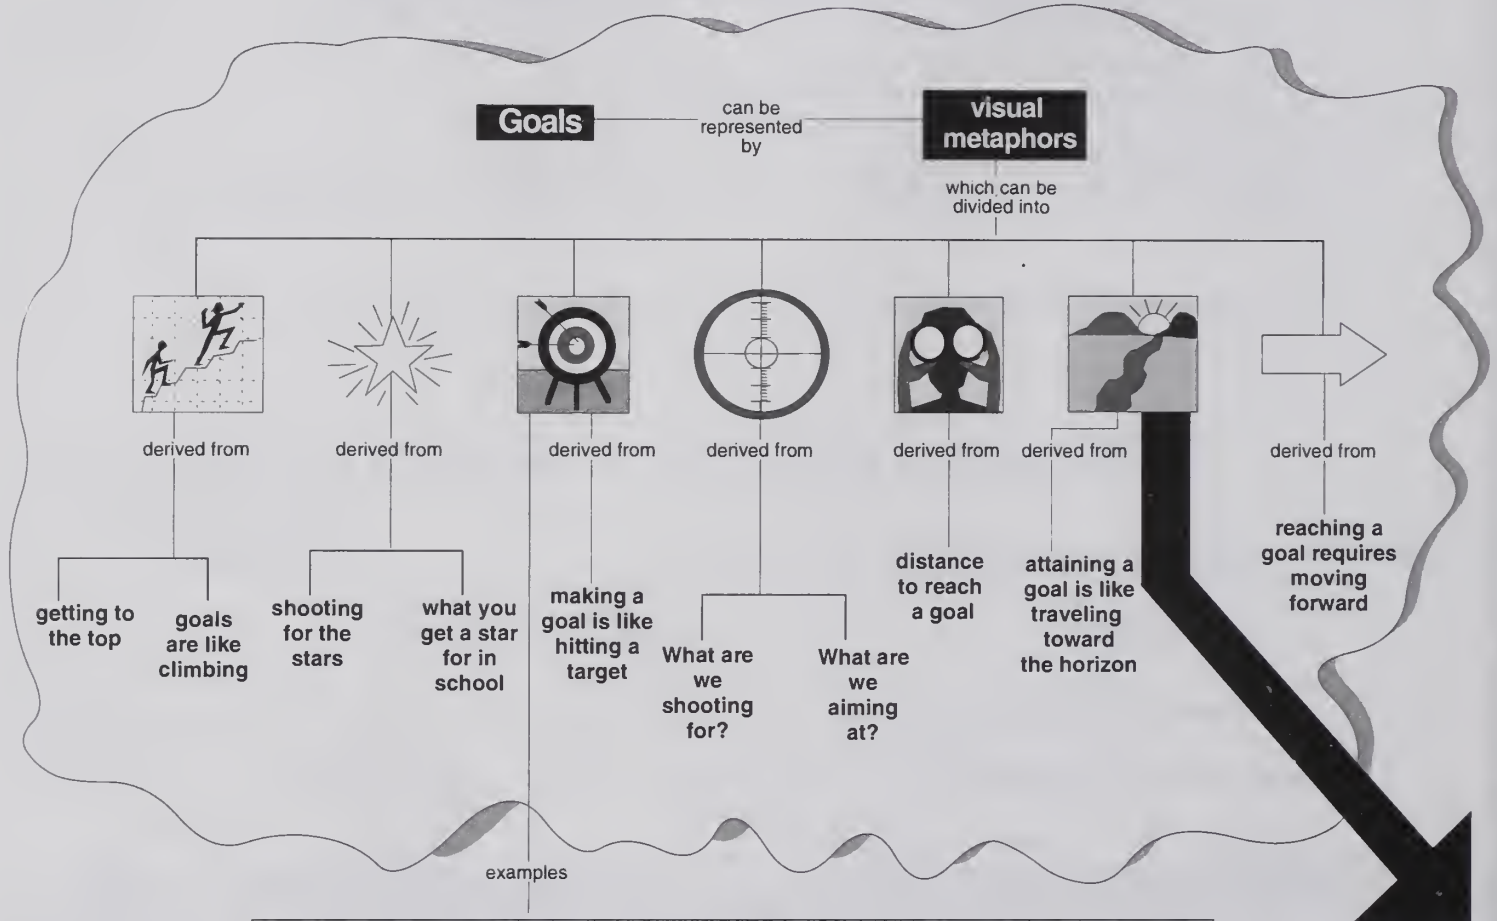 Goals
can be
represented
by
visual
metaphors
which can be
divided into
derived from
derived from
derived from
derived from
derived from
derived from
derived from
getting to
the top
goals
are like
climbing
shooting
for the
stars
what you
get a star
for in
school
making a
goal is like
hitting a
target
What are
we
shooting
for?
What are
we
aiming
at?
distance
to reach
a goal
attaining a
goal is like
traveling
toward
the horizon
reaching a
goal requires
moving
forward
examples